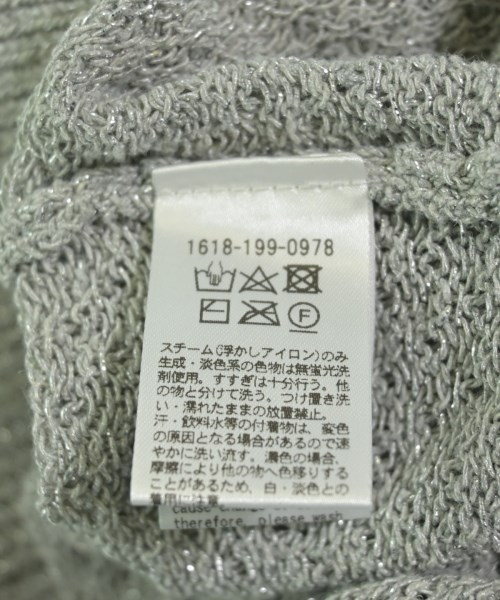 1618-199-0978
F
スチーム(浮かしアイロン)のみ
生成・淡色系の色物は無蛍光洗
剤使用。すすぎは十分行う。他
の物と分けて洗う。つけ置き洗
い・濡れたままの放置禁止。
汗・飲料水等の付着物は、変色
の原因となる場合があるので速
やかに洗い流す。濃色の場合、
摩擦により他の物へ色移りする
ことがあるため、白・淡色との
着用に注意
cause change
therefore, please wash